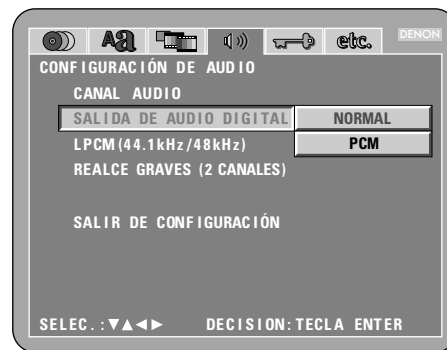 Aa etc. DENON
CONFIGURACIÓN DE AUDIO
CANAL AUDIO
SALIDA DE AUDIO DIGITAL NORMAL
LPCM (44.1kHz/48kHz) PCM
REALCE GRAVES (2 CANALES)
SALIR DE CONFIGURACIÓN
SELEC.:▼▲◄► DECISION:TECLA ENTER